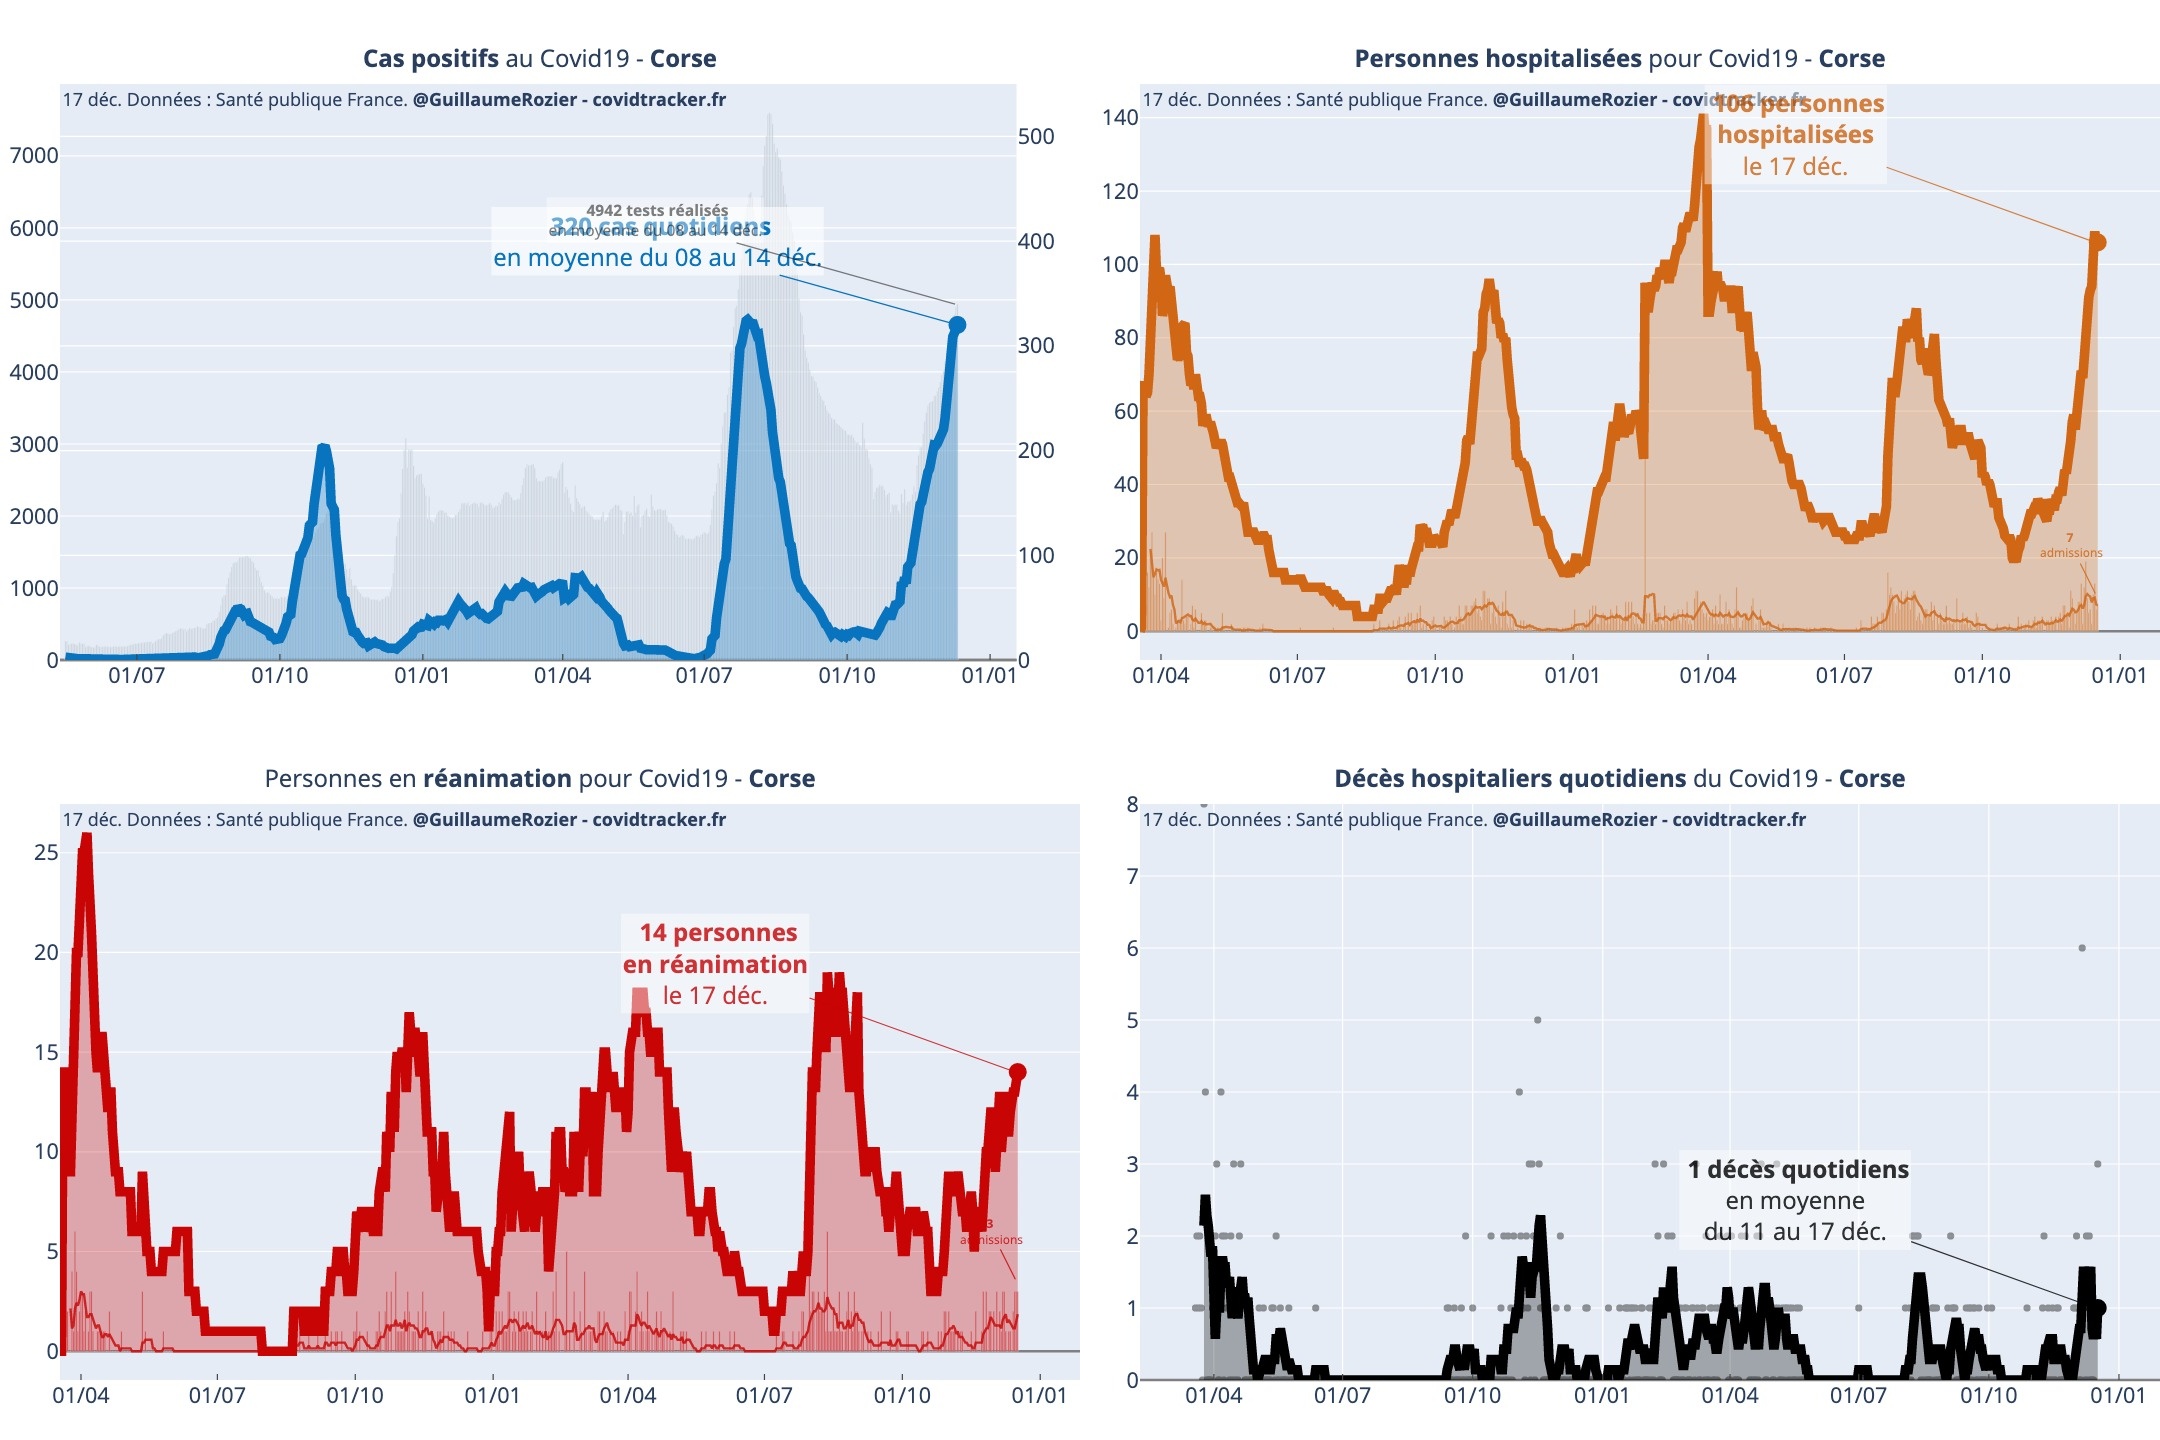 Cas positifs au Covid19 - Corse
17 déc. Données : Santé publique France. @GuillaumeRozier - covidtracker.fr
500
7000
4942 tests réalisés
320 cas quotidiens
6000
en moyenne du 08 au 14 déc.
400
en moyenne du 08 au 14 déc.
5000
300
4000
3000
200
2000
100
1000
0
0
01/07 01/10 01/01 01/04 01/07 01/10 01/01
Personnes hospitalisées pour Covid19 - Corse
17 déc. Données : Santé publique France. @GuillaumeRozier - covidtracker.fr
106 personnes
hospitalisées
le 17 déc.
140
120
100
80
60
40
7
admissions
20
0
01/04 01/07 01/10 01/01 01/04 01/07 01/10 01/01
Personnes en réanimation pour Covid19 - Corse
17 déc. Données : Santé publique France. @GuillaumeRozier - covidtracker.fr
25
14 personnes
en réanimation
le 17 déc.
20
15
10
3
admissions
5
0
01/04 01/07 01/10 01/01 01/04 01/07 01/10 01/01
Décès hospitaliers quotidiens du Covid19 - Corse
8
17 déc. Données : Santé publique France. @GuillaumeRozier - covidtracker.fr
7
6
5
4
3
1 décès quotidiens
en moyenne
du 11 au 17 déc.
2
1
0
01/04 01/07 01/10 01/01 01/04 01/07 01/10 01/01